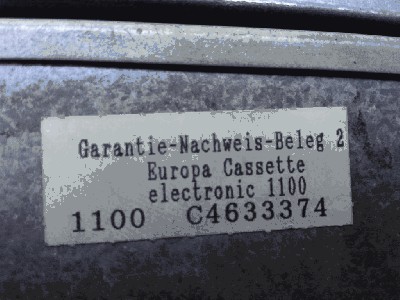 Garantie-Nachweis-Beleg 2
Europa Cassette
electronic 1100
1100 C4633374